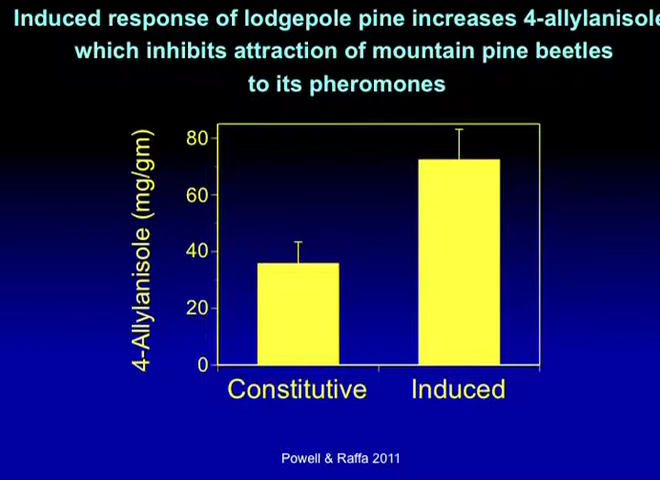 Induced response of lodgepole pine increases 4-allylanisole
which inhibits attraction of mountain pine beetles
to its pheromones
4-Allylanisole (mg/gm)
80
60
40
20
0
Constitutive Induced
Powell & Raffa 2011